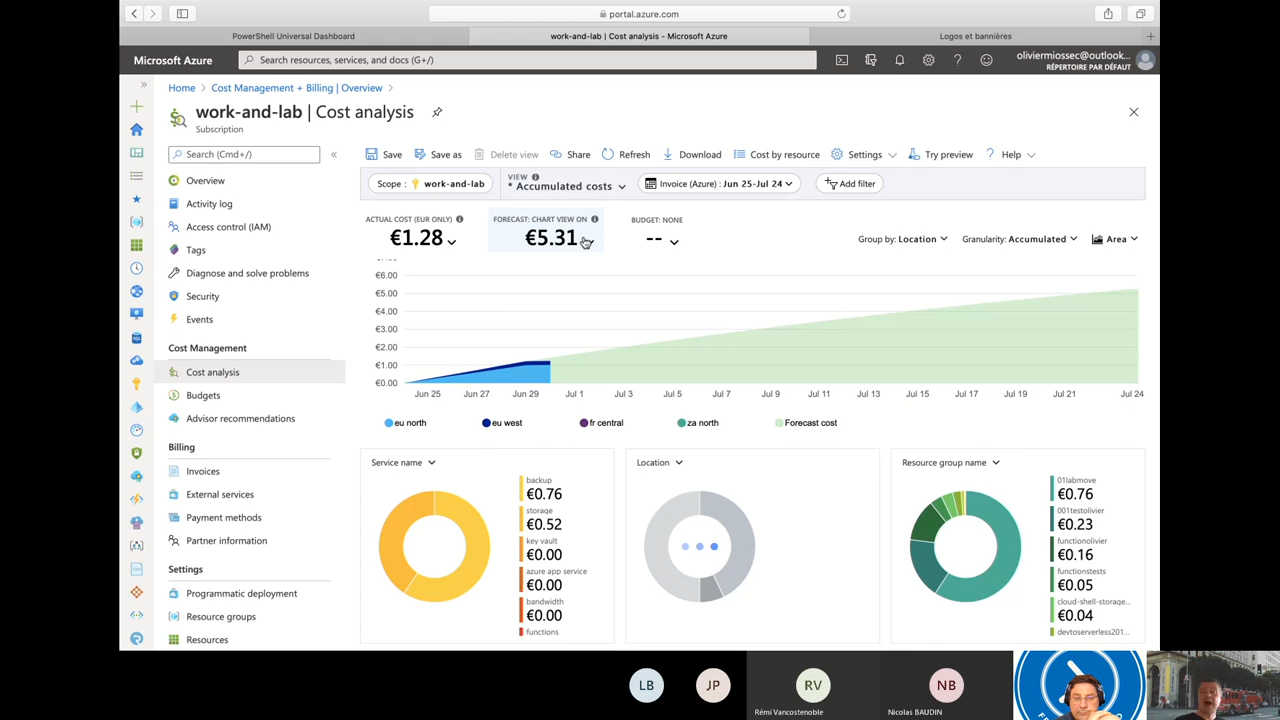 portal.azure.com
PowerShell Universal Dashboard
work-and-lab | Cost analysis - Microsoft Azure
Logos et bannières
Microsoft Azure
Search resources, services, and docs (G+/)
oliviermiossec@outlook...
RÉPERTOIRE PAR DÉFAUT
Home
Cost Management + Billing | Overview
work-and-lab | Cost analysis
Subscription
Search (Cmd+/)
Overview
Activity log
Access control (IAM)
Tags
Diagnose and solve problems
Security
Events
Cost Management
Cost analysis
Budgets
Advisor recommendations
Billing
Invoices
External services
Payment methods
Partner information
Settings
Programmatic deployment
Resource groups
Resources
Save
Save as
Delete view
Share
Refresh
Download
Cost by resource
Settings
Try preview
Help
Scope : work-and-lab
VIEW
* Accumulated costs
Invoice (Azure) : Jun 25-Jul 24
Add filter
ACTUAL COST (EUR ONLY)
€1.28
FORECAST: CHART VIEW ON
€5.31
BUDGET: NONE
--
Group by: Location
Granularity: Accumulated
Area
€6.00
€5.00
€4.00
€3.00
€2.00
€1.00
€0.00
Jun 25 Jun 27 Jun 29 Jul 1 Jul 3 Jul 5 Jul 7 Jul 9 Jul 11 Jul 13 Jul 15 Jul 17 Jul 19 Jul 21 Jul 24
eu north eu west fr central za north Forecast cost
Service name
backup
€0.76
storage
€0.52
key vault
€0.00
azure app service
€0.00
bandwidth
€0.00
functions
Location
Resource group name
01labmove
€0.76
001testolivier
€0.23
functionolivier
€0.16
functionstests
€0.05
cloud-shell-storage...
€0.04
devtoserverless201...
LB
JP
RV
Rémi Vancostenoble
NB
Nicolas BAUDIN